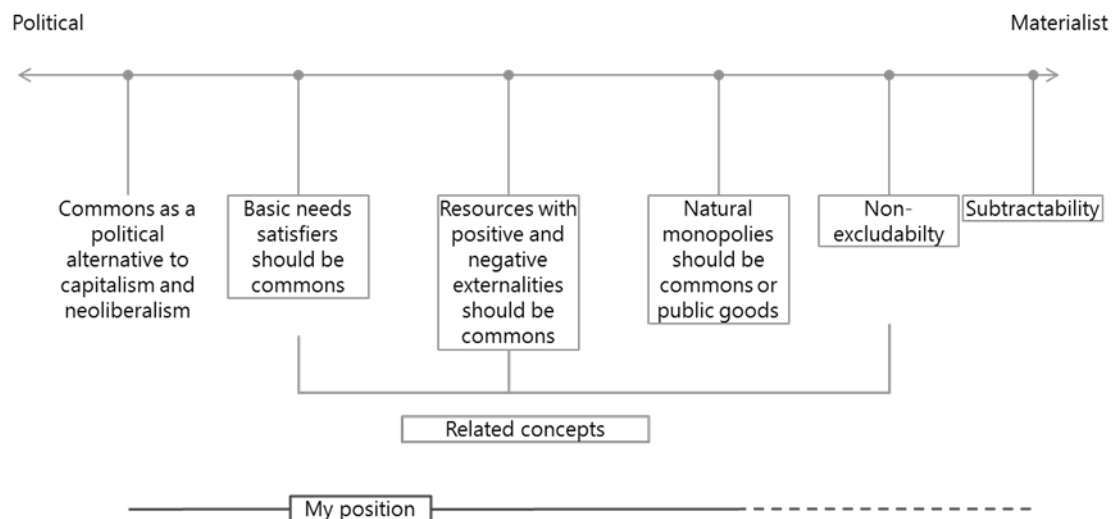 Political
Materialist
Commons as a
political
alternative to
capitalism and
neoliberalism
Basic needs
satisfiers
should be
commons
Resources with
positive and
negative
externalities
should be
commons
Natural
monopolies
should be
commons or
public goods
Non-
excludabilty
Subtractability
Related concepts
My position